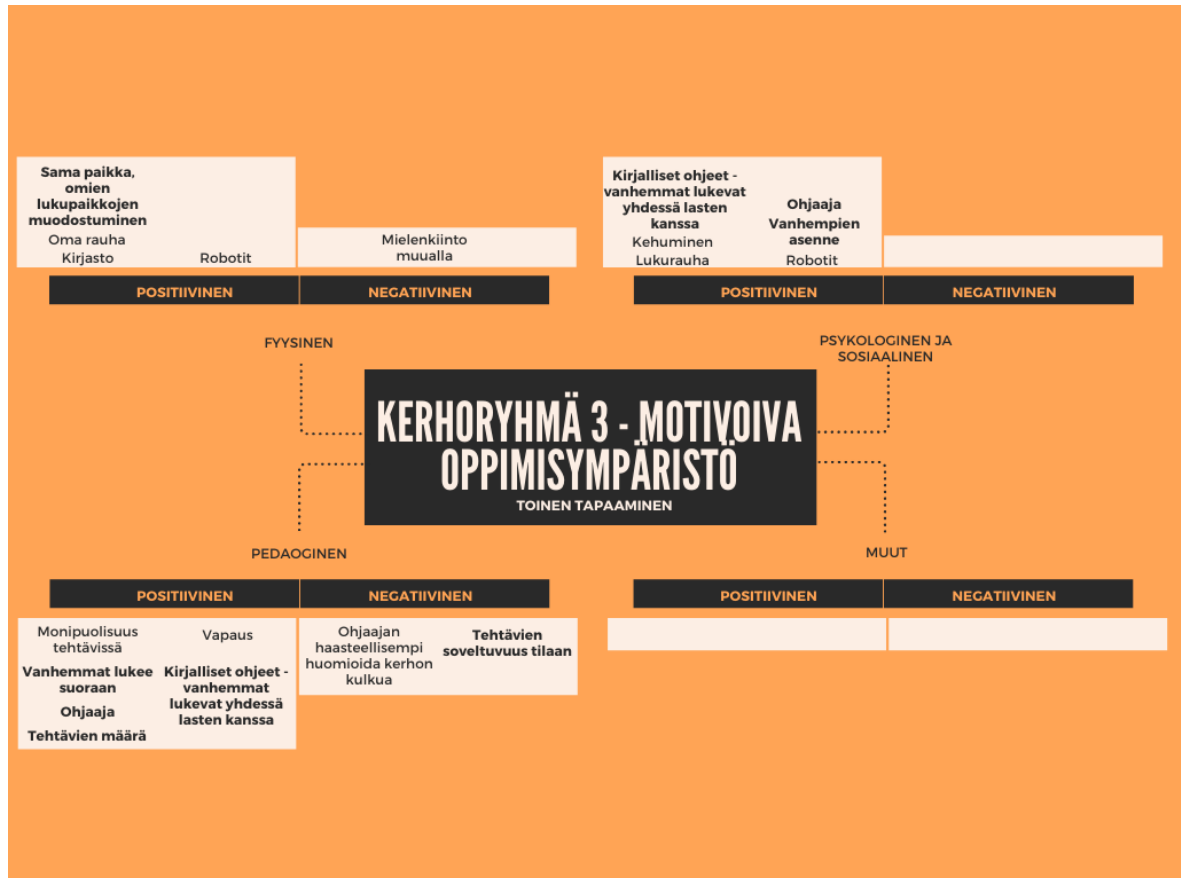 Sama paikka,
omien
lukupaikkojen
muodostuminen
Oma rauha
Kirjasto
Robotit
Mielenkiinto
muualla
POSITIIVINEN
NEGATIIVINEN
FYYSINEN
Kirjalliset ohjeet -
vanhemmat lukevat
yhdessä lasten
kanssa
Kehuminen
Lukurauha
Ohjaaja
Vanhempien
asenne
Robotit
POSITIIVINEN
NEGATIIVINEN
PSYKOLOGINEN JA
SOSIAALINEN
KERHORYHMÄ 3 - MOTIVOIVA
OPPIMISYMPÄRISTÖ
TOINEN TAPAAMINEN
PEDAOGINEN
POSITIIVINEN
NEGATIIVINEN
Monipuolisuus
tehtävissä
Vanhemmat lukee
suoraan
Ohjaaja
Tehtävien määrä
Vapaus
Kirjalliset ohjeet -
vanhemmat
lukevat yhdessä
lasten kanssa
Ohjaajan
haasteellisempi
huomioida kerhon
kulkua
Tehtävien
soveltuvuus tilaan
MUUT
POSITIIVINEN
NEGATIIVINEN